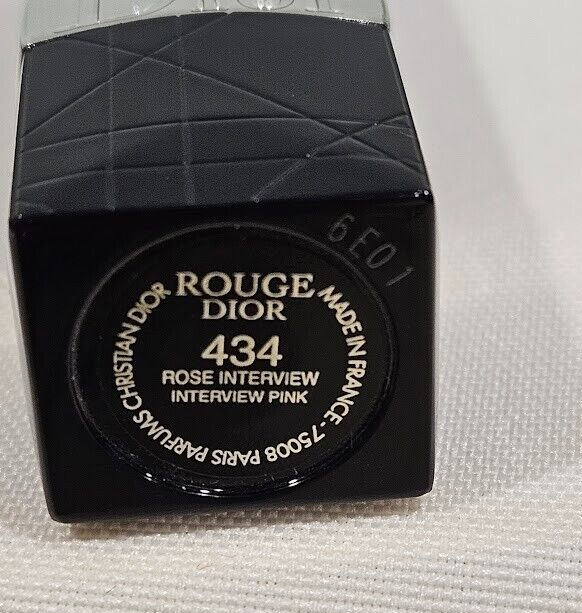 6E01
ROUGE
DIOR
434
ROSE INTERVIEW
INTERVIEW PINK
MADE IN FRANCE - 75008 PARIS PARFUMS CHRISTIAN DIOR